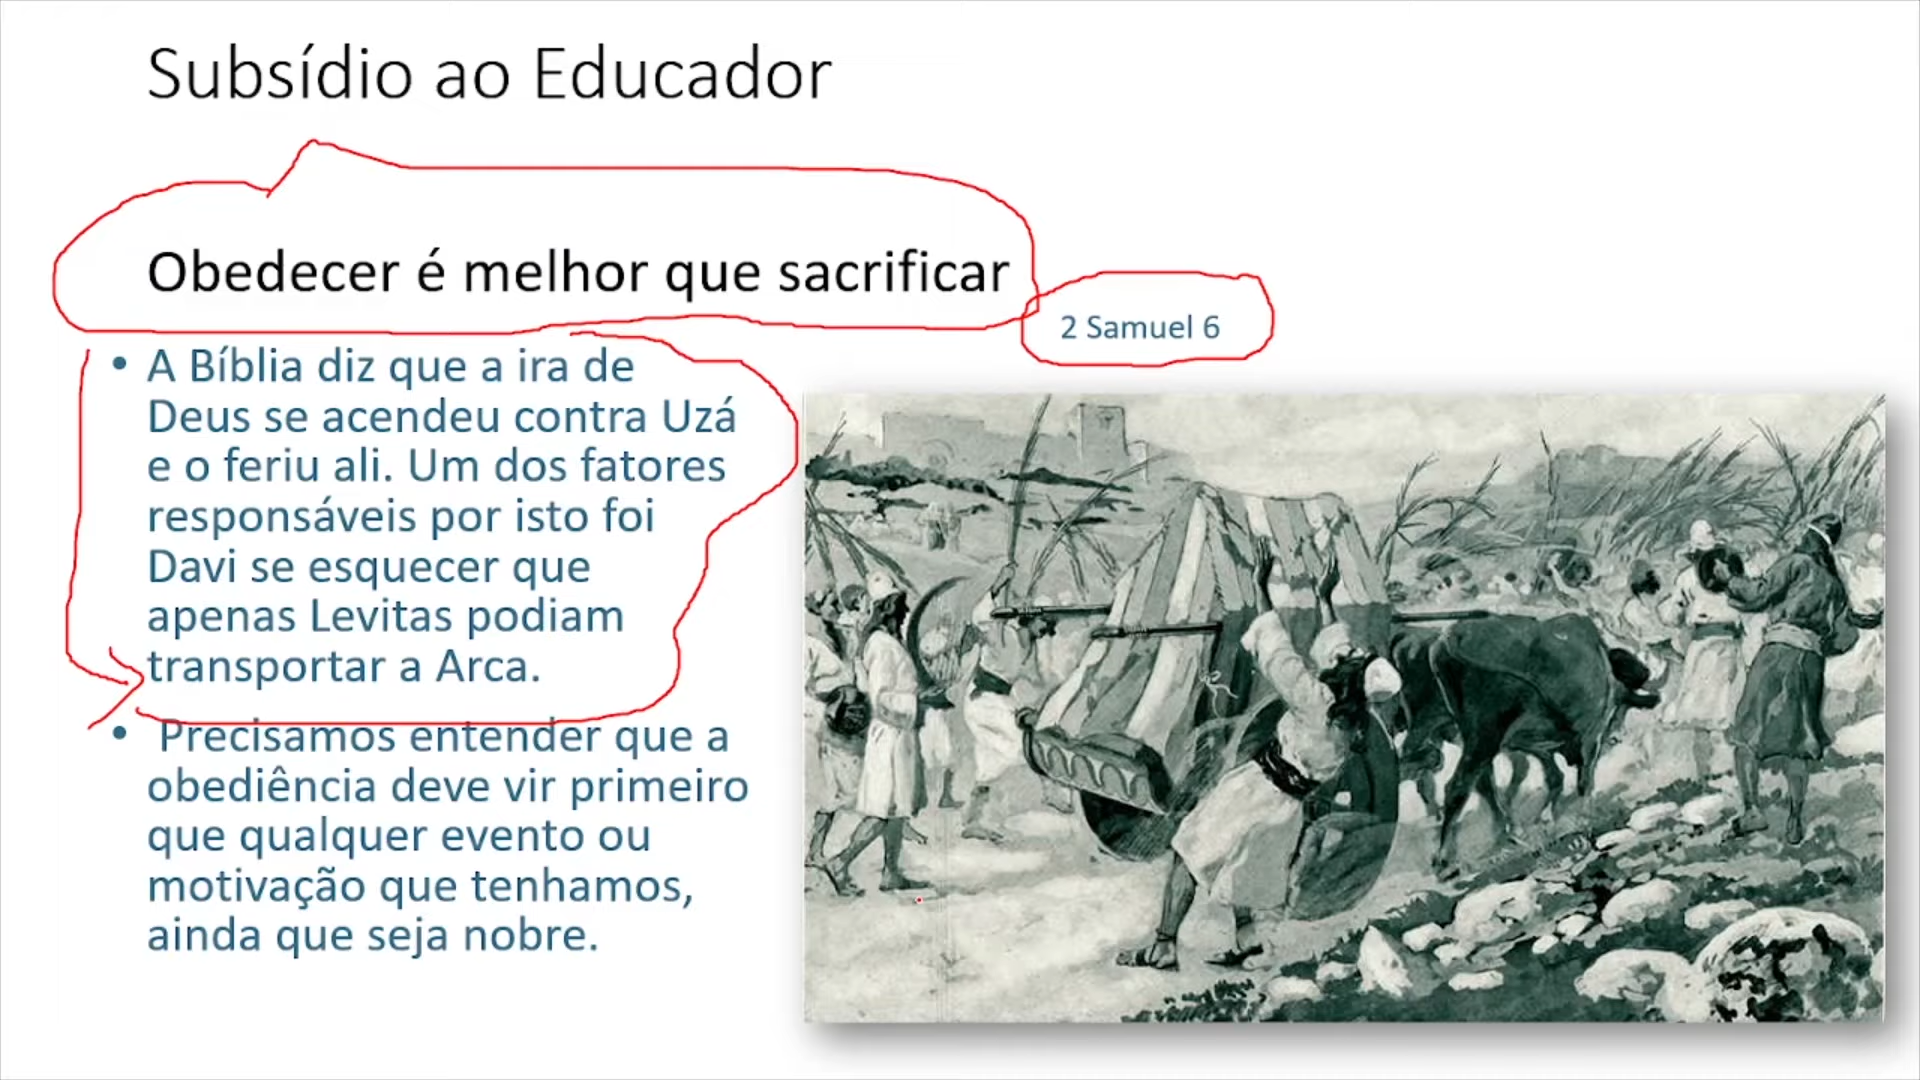 Subsídio ao Educador
Obedecer é melhor que sacrificar
2 Samuel 6
• A Bíblia diz que a ira de
Deus se acendeu contra Uzá
e o feriu ali. Um dos fatores
responsáveis por isto foi
Davi se esquecer que
apenas Levitas podiam
transportar a Arca.
• Precisamos entender que a
obediência deve vir primeiro
que qualquer evento ou
motivação que tenhamos,
ainda que seja nobre.